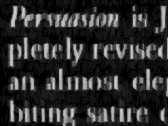 Persuasion is
pletely revised
an almost ele
biting satire